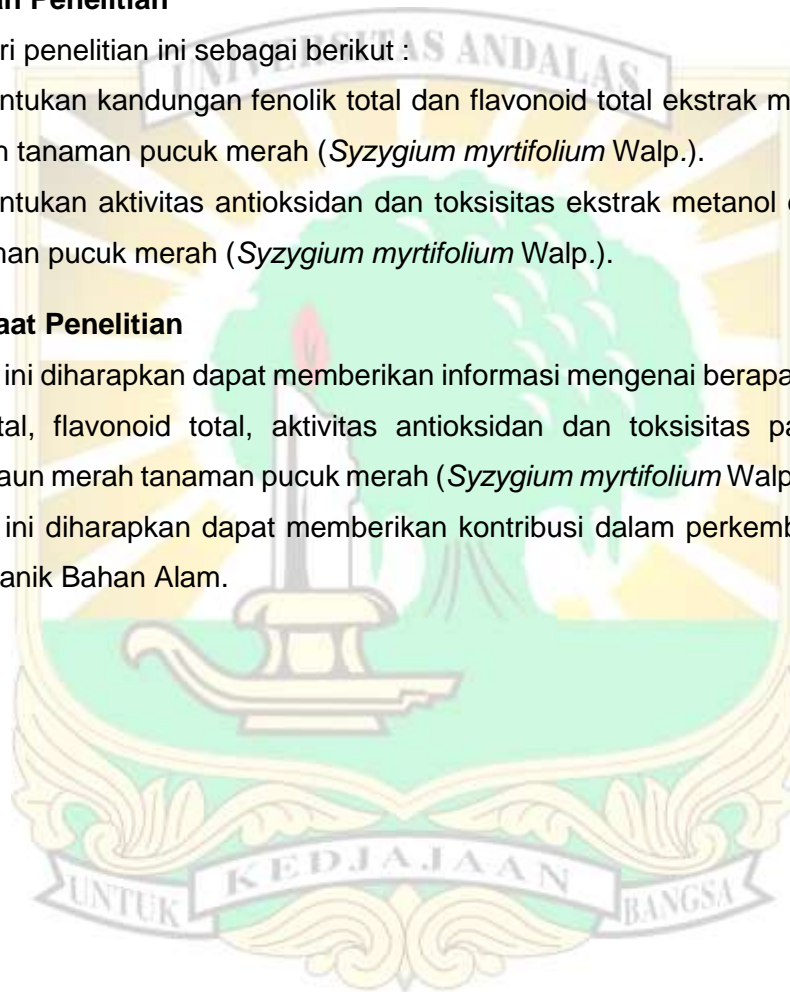 an Penelitian
ri penelitian ini sebagai berikut :
UNIVERSITAS ANDALAS
ntukan kandungan fenolik total dan flavonoid total ekstrak m
n tanaman pucuk merah (Syzygium myrtifolium Walp.).
ntukan aktivitas antioksidan dan toksisitas ekstrak metanol
nan pucuk merah (Syzygium myrtifolium Walp.).
aat Penelitian
ini diharapkan dapat memberikan informasi mengenai berapa
tal, flavonoid total, aktivitas antioksidan dan toksisitas pa
aun merah tanaman pucuk merah (Syzygium myrtifolium Walp
ini diharapkan dapat memberikan kontribusi dalam perkemb
anik Bahan Alam.
UNTUK KEDJAJAAN BANGSA